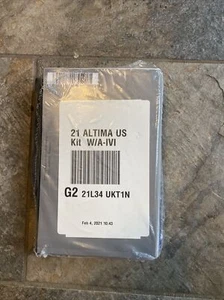 21 ALTIMA US
Kit W/A-IVI
G2 21L34 UKT1N
Feb 4, 2021 10:43